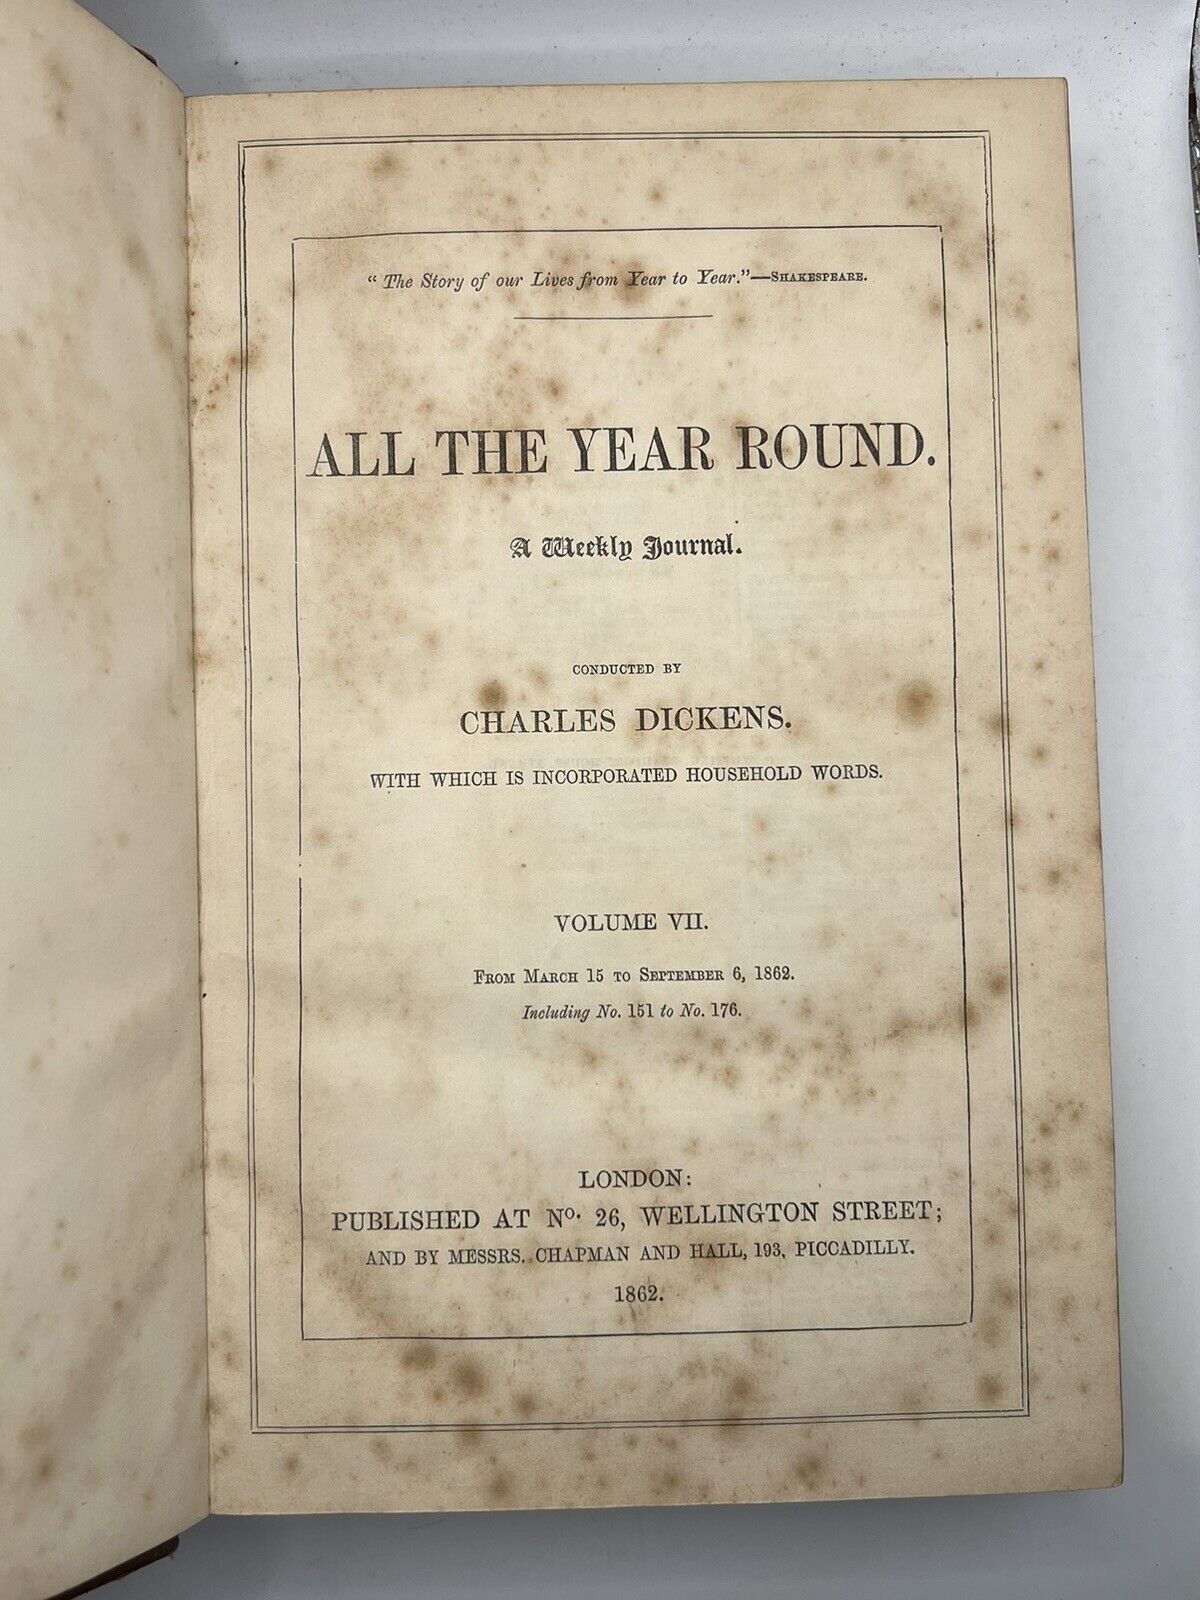 “The Story of our Lives from Year to Year.”—SHAKESPEARE.
ALL THE YEAR ROUND.
A Weekly Journal.
CONDUCTED BY
CHARLES DICKENS.
WITH WHICH IS INCORPORATED HOUSEHOLD WORDS.
VOLUME VII.
FROM MARCH 15 TO SEPTEMBER 6, 1862.
Including No. 151 to No. 176.
LONDON:
PUBLISHED AT No. 26, WELLINGTON STREET;
AND BY MESSRS. CHAPMAN AND HALL, 193, PICCADILLY.
1862.